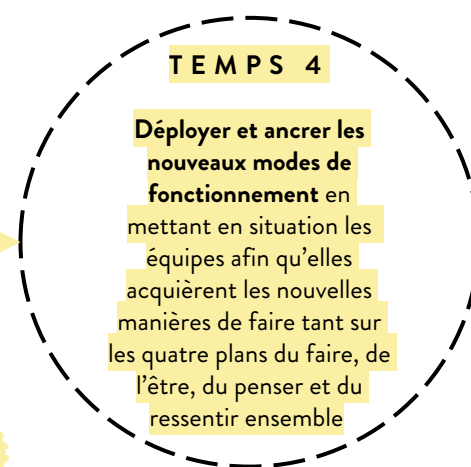 TEMPS 4
Déployer et ancrer les
nouveaux modes de
fonctionnement en
mettant en situation les
équipes afin qu'elles
acquièrent les nouvelles
manières de faire tant sur
les quatre plans du faire, de
l'être, du penser et du
ressentir ensemble